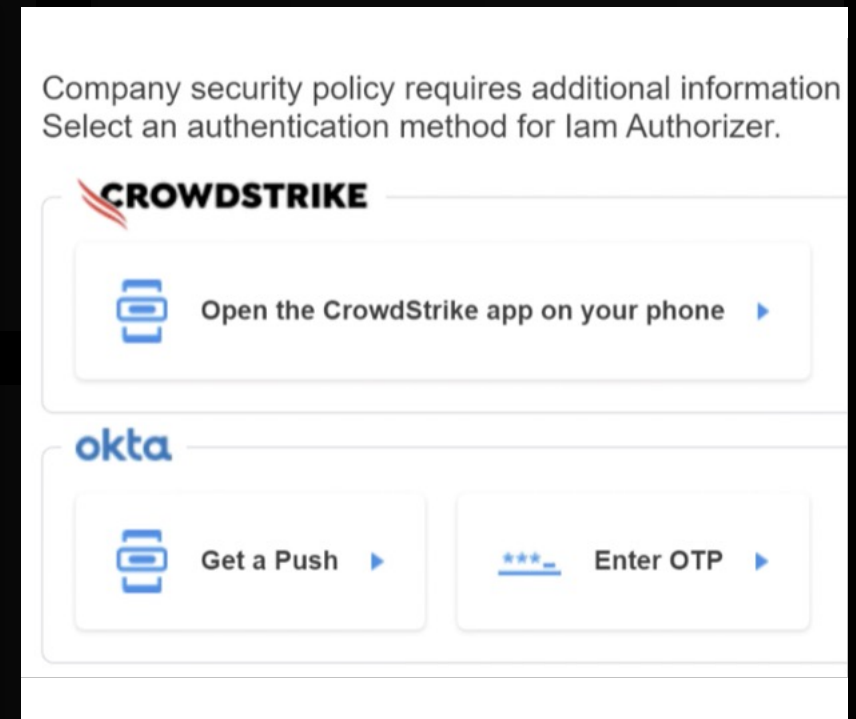 Company security policy requires additional information
Select an authentication method for Iam Authorizer.
CROWDSTRIKE
Open the CrowdStrike app on your phone
okta
Get a Push
***_ Enter OTP